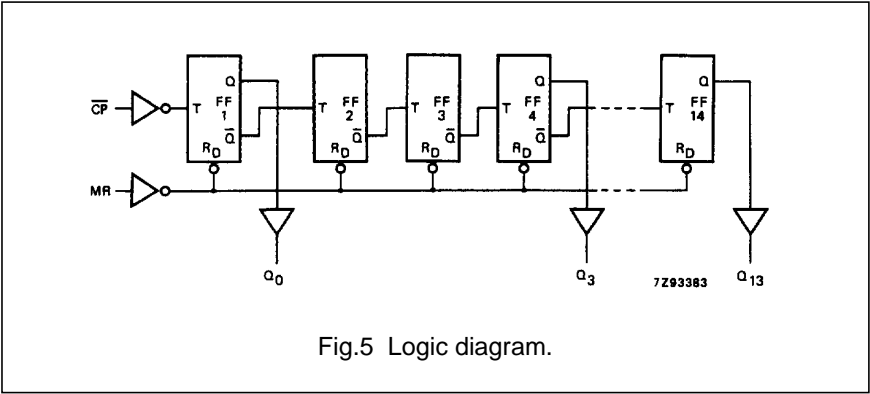 Q Q Q
T FF 1 T FF 2 T FF 3 T FF 4 T FF 14
C̅P̅
Q̅ Q̅ Q̅ Q̅
RD RD RD RD RD
MR
Q0 Q3 7Z93383 Q13
Fig.5 Logic diagram.